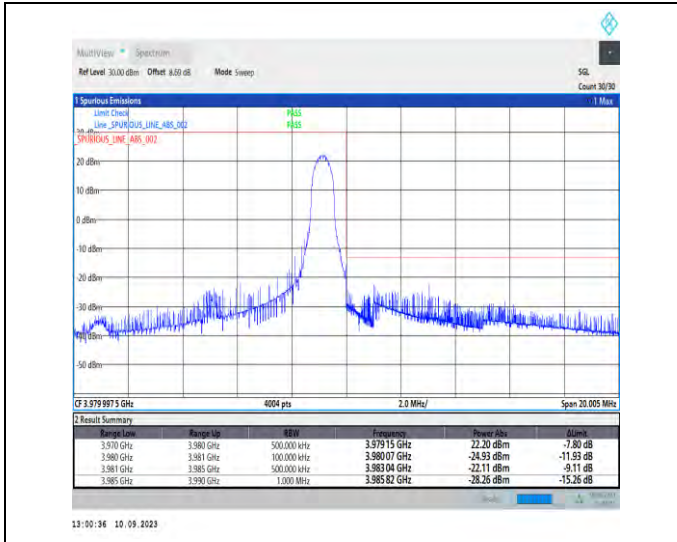 MultiView Spectrum
Ref Level 30.00 dBm Offset 8.69 dB Mode Sweep SGL
Count 30/30
1 Spurious Emissions 1 Max
Limit Check PASS
Line _SPURIOUS_LINE_ABS_002 PASS
_SPURIOUS_LINE_ABS_002
20 dBm
10 dBm
0 dBm
-10 dBm
-20 dBm
-30 dBm
-50 dBm
CF 3.979 997 5 GHz 4004 pts 2.0 MHz/ Span 20.005 MHz
2 Result Summary
Range Low Range Up RBW Frequency Power Abs ΔLimit
3.970 GHz 3.980 GHz 500.000 kHz 3.979 15 GHz 22.20 dBm -7.80 dB
3.980 GHz 3.981 GHz 100.000 kHz 3.980 07 GHz -24.93 dBm -11.93 dB
3.981 GHz 3.985 GHz 500.000 kHz 3.983 04 GHz -22.11 dBm -9.11 dB
3.985 GHz 3.990 GHz 1.000 MHz 3.985 82 GHz -28.26 dBm -15.26 dB
13:00:36 10.09.2023